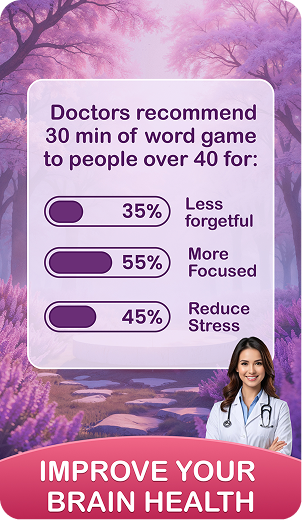 Doctors recommend
30 min of word game
to people over 40 for:
35%
Less
forgetful
55%
More
Focused
45%
Reduce
Stress
IMPROVE YOUR
BRAIN HEALTH